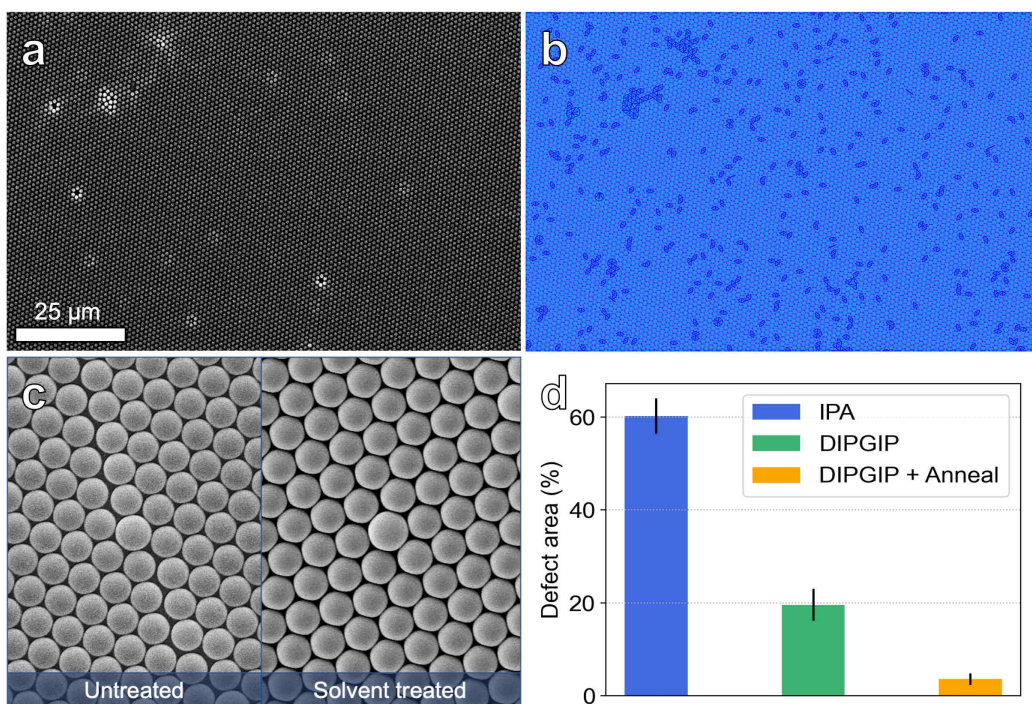 a
b
25 µm
c
Untreated
Solvent treated
d
Defect area (%)
60
40
20
0
IPA
DIPGIP
DIPGIP + Anneal